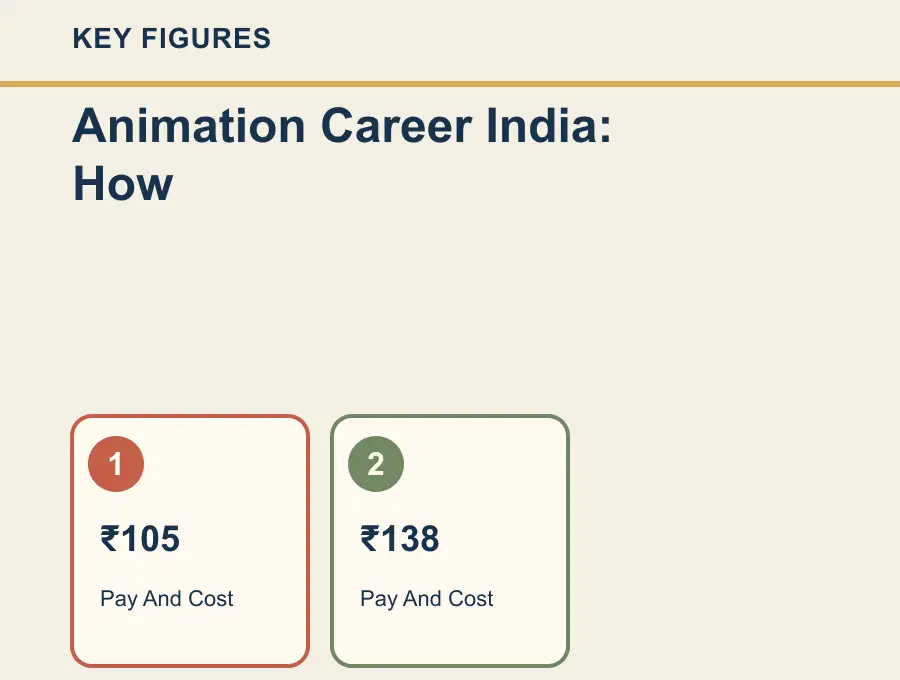 KEY FIGURES
Animation Career India:
How
1
2
₹105
₹138
Pay And Cost
Pay And Cost